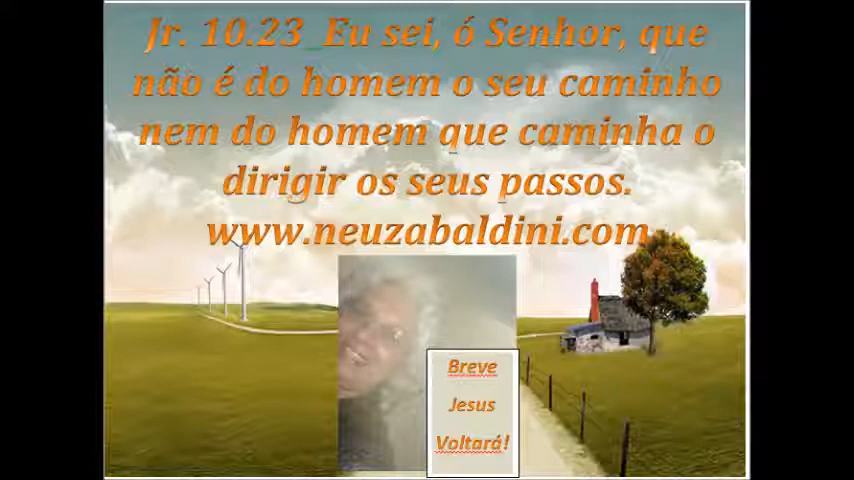 Jr. 10.23 Eu sei, ó Senhor, que
não é do homem o seu caminho
nem do homem que caminha o
dirigir os seus passos.
www.neuzabaldini.com
Breve
Jesus
Voltará!